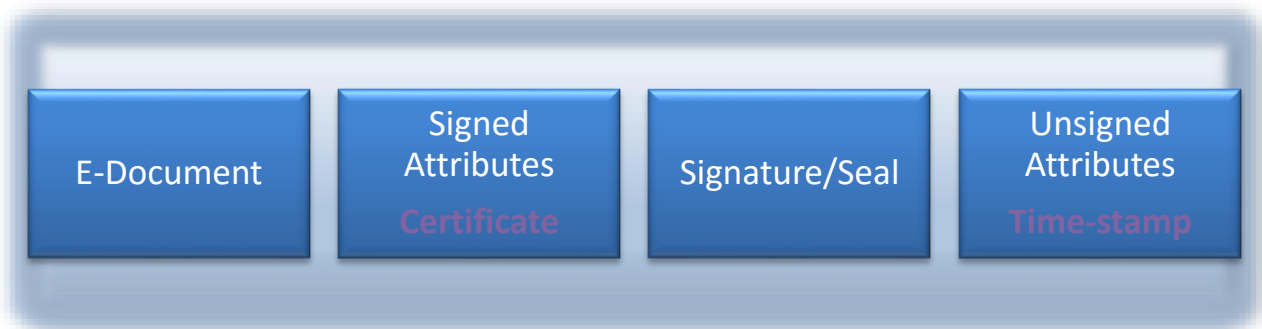 E-Document
Signed
Attributes
Certificate
Signature/Seal
Unsigned
Attributes
Time-stamp